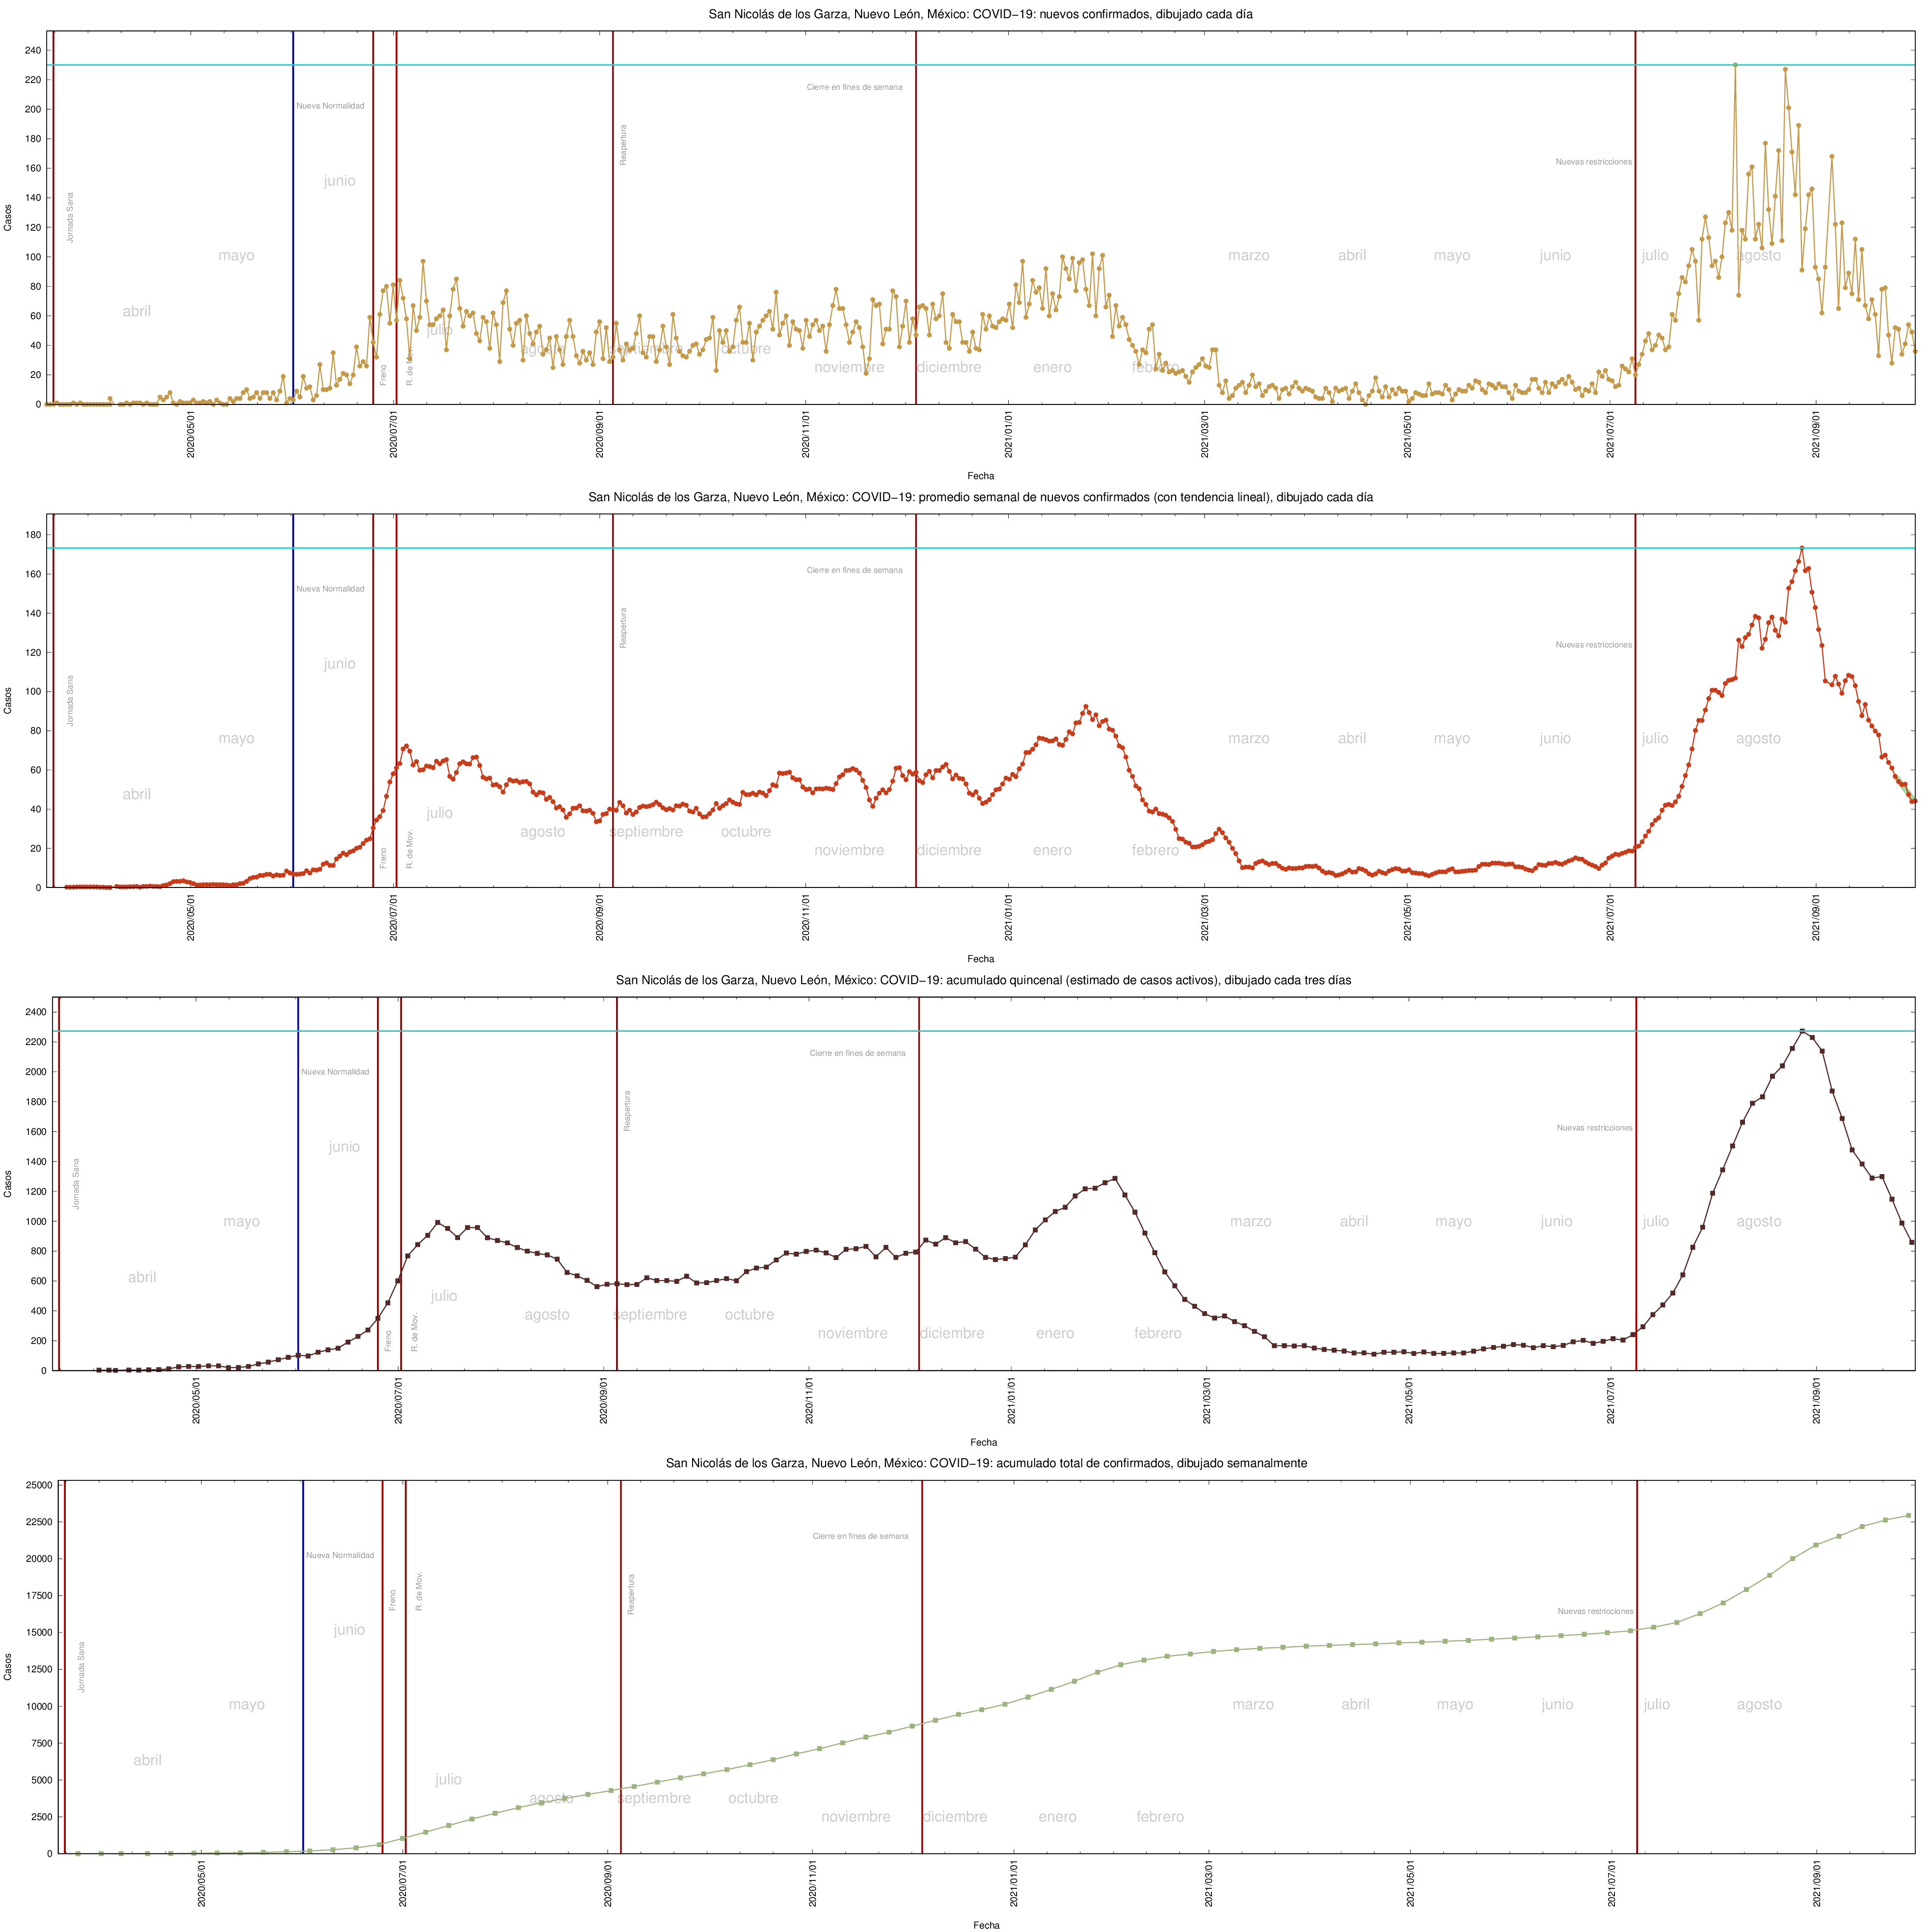 San Nicolás de los Garza, Nuevo León, México: COVID−19: nuevos confirmados, dibujado cada día
240
220
200
180
160
140
120
100
80
60
40
20
0
Casos
Jornada Sana
Nueva Normalidad
Freno
R. de Mov.
Reapertura
Cierre en fines de semana
Nuevas restricciones
abril
mayo
junio
julio
agosto
septiembre
octubre
noviembre
diciembre
enero
febrero
marzo
abril
mayo
junio
julio
agosto
2020/05/01
2020/07/01
2020/09/01
2020/11/01
2021/01/01
2021/03/01
2021/05/01
2021/07/01
2021/09/01
Fecha
San Nicolás de los Garza, Nuevo León, México: COVID−19: promedio semanal de nuevos confirmados (con tendencia lineal), dibujado cada día
180
160
140
120
100
80
60
40
20
0
Casos
Jornada Sana
Nueva Normalidad
Freno
R. de Mov.
Reapertura
Cierre en fines de semana
Nuevas restricciones
abril
mayo
junio
julio
agosto
septiembre
octubre
noviembre
diciembre
enero
febrero
marzo
abril
mayo
junio
julio
agosto
2020/05/01
2020/07/01
2020/09/01
2020/11/01
2021/01/01
2021/03/01
2021/05/01
2021/07/01
2021/09/01
Fecha
San Nicolás de los Garza, Nuevo León, México: COVID−19: acumulado quincenal (estimado de casos activos), dibujado cada tres días
2400
2200
2000
1800
1600
1400
1200
1000
800
600
400
200
0
Casos
Jornada Sana
Nueva Normalidad
Freno
R. de Mov.
Reapertura
Cierre en fines de semana
Nuevas restricciones
abril
mayo
junio
julio
agosto
septiembre
octubre
noviembre
diciembre
enero
febrero
marzo
abril
mayo
junio
julio
agosto
2020/05/01
2020/07/01
2020/09/01
2020/11/01
2021/01/01
2021/03/01
2021/05/01
2021/07/01
2021/09/01
Fecha
San Nicolás de los Garza, Nuevo León, México: COVID−19: acumulado total de confirmados, dibujado semanalmente
25000
22500
20000
17500
15000
12500
10000
7500
5000
2500
0
Casos
Jornada Sana
Nueva Normalidad
Freno
R. de Mov.
Reapertura
Cierre en fines de semana
Nuevas restricciones
abril
mayo
junio
julio
agosto
septiembre
octubre
noviembre
diciembre
enero
febrero
marzo
abril
mayo
junio
julio
agosto
2020/05/01
2020/07/01
2020/09/01
2020/11/01
2021/01/01
2021/03/01
2021/05/01
2021/07/01
2021/09/01
Fecha